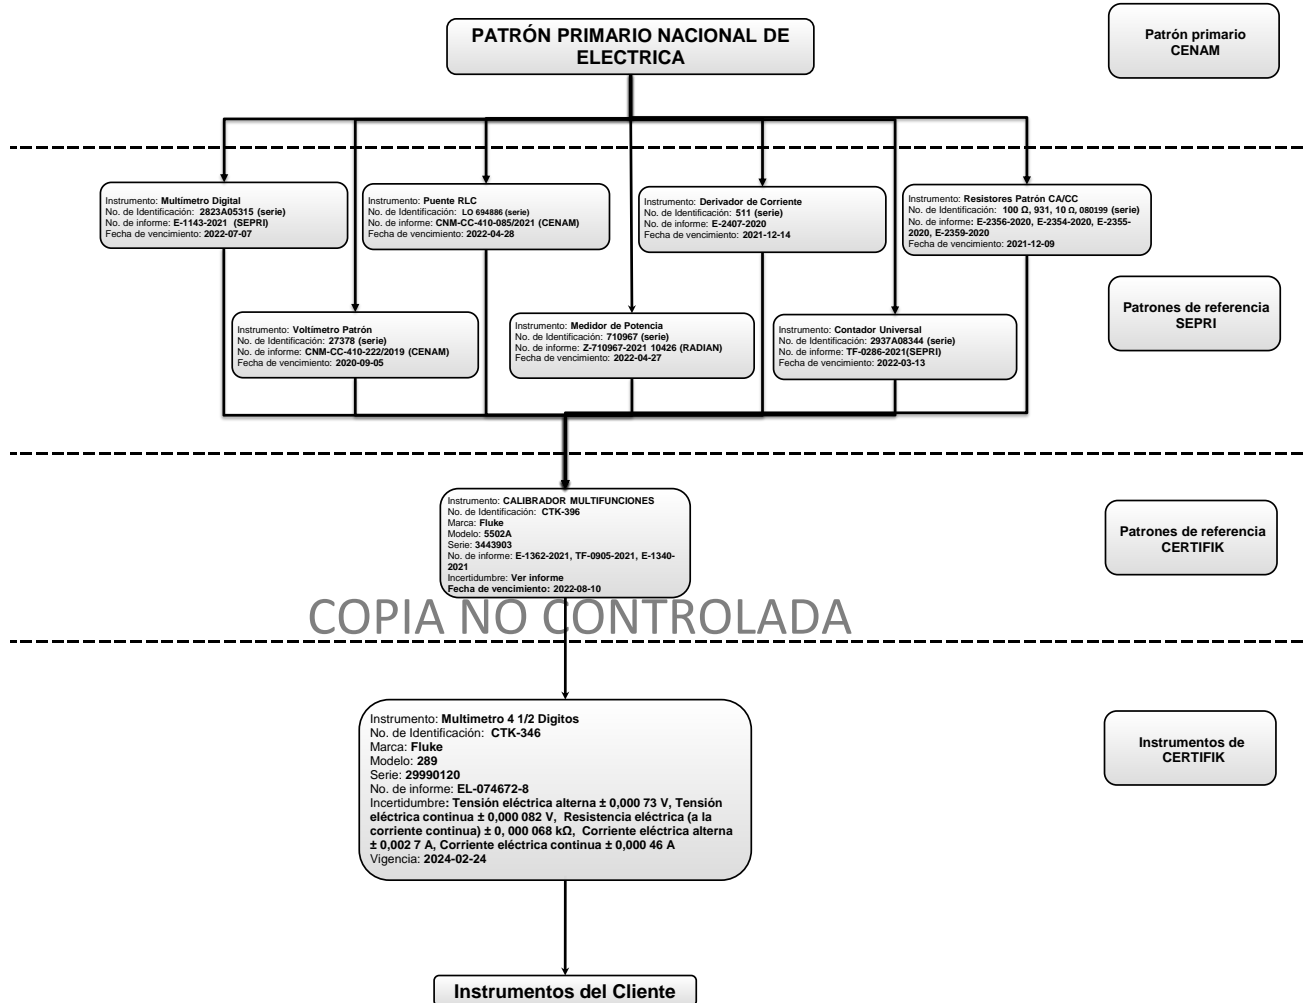 PATRÓN PRIMARIO NACIONAL DE
ELECTRICA
Patrón primario
CENAM
Instrumento: Multímetro Digital
No. de Identificación: 2823A05315 (serie)
No. de informe: E-1143-2021 (SEPRI)
Fecha de vencimiento: 2022-07-07
Instrumento: Puente RLC
No. de Identificación: LO 694886 (serie)
No. de informe: CNM-CC-410-085/2021 (CENAM)
Fecha de vencimiento: 2022-04-28
Instrumento: Derivador de Corriente
No. de Identificación: 511 (serie)
No. de informe: E-2407-2020
Fecha de vencimiento: 2021-12-14
Instrumento: Resistores Patrón CA/CC
No. de Identificación: 100 Ω, 931, 10 Ω, 080199 (serie)
No. de informe: E-2356-2020, E-2354-2020, E-2355-
2020, E-2359-2020
Fecha de vencimiento: 2021-12-09
Instrumento: Voltímetro Patrón
No. de Identificación: 27378 (serie)
No. de informe: CNM-CC-410-222/2019 (CENAM)
Fecha de vencimiento: 2020-09-05
Instrumento: Medidor de Potencia
No. de Identificación: 710967 (serie)
No. de informe: Z-710967-2021 10426 (RADIAN)
Fecha de vencimiento: 2022-04-27
Instrumento: Contador Universal
No. de Identificación: 2937A08344 (serie)
No. de informe: TF-0286-2021(SEPRI)
Fecha de vencimiento: 2022-03-13
Patrones de referencia
SEPRI
Instrumento: CALIBRADOR MULTIFUNCIONES
No. de Identificación: CTK-396
Marca: Fluke
Modelo: 5502A
Serie: 3443903
No. de informe: E-1362-2021, TF-0905-2021, E-1340-
2021
Incertidumbre: Ver informe
Fecha de vencimiento: 2022-08-10
Patrones de referencia
CERTIFIK
COPIA NO CONTROLADA
Instrumento: Multimetro 4 1/2 Digitos
No. de Identificación: CTK-346
Marca: Fluke
Modelo: 289
Serie: 29990120
No. de informe: EL-074672-8
Incertidumbre: Tensión eléctrica alterna ± 0,000 73 V, Tensión
eléctrica continua ± 0,000 082 V, Resistencia eléctrica (a la
corriente continua) ± 0, 000 068 kΩ, Corriente eléctrica alterna
± 0,002 7 A, Corriente eléctrica continua ± 0,000 46 A
Vigencia: 2024-02-24
Instrumentos de
CERTIFIK
Instrumentos del Cliente